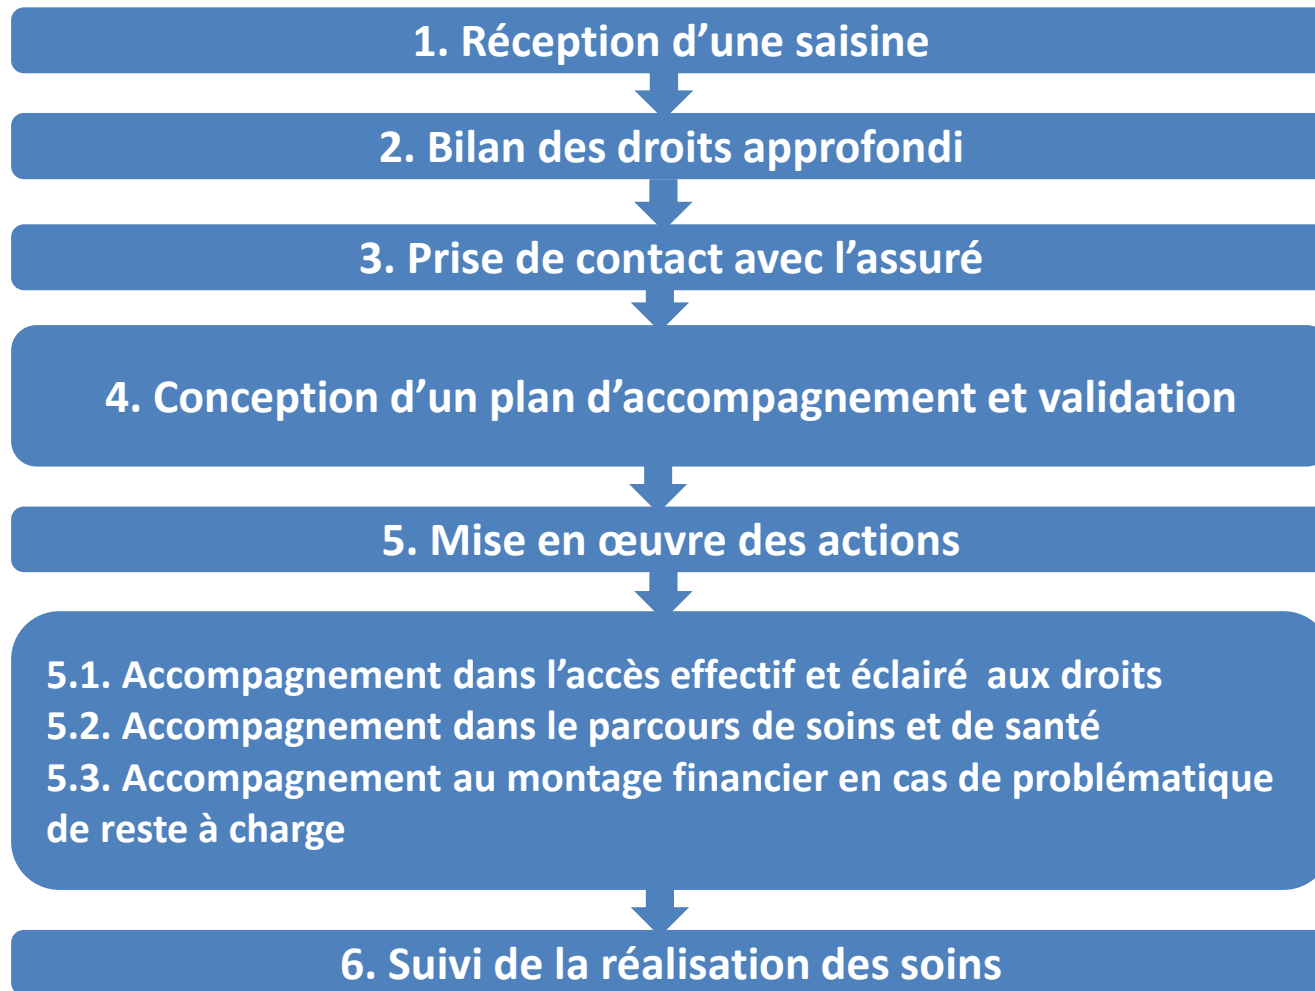 1. Réception d’une saisine
2. Bilan des droits approfondi
3. Prise de contact avec l’assuré
4. Conception d’un plan d’accompagnement et validation
5. Mise en œuvre des actions
5.1. Accompagnement dans l’accès effectif et éclairé  aux droits
5.2. Accompagnement dans le parcours de soins et de santé
5.3. Accompagnement au montage financier en cas de problématique
de reste à charge
6. Suivi de la réalisation des soins